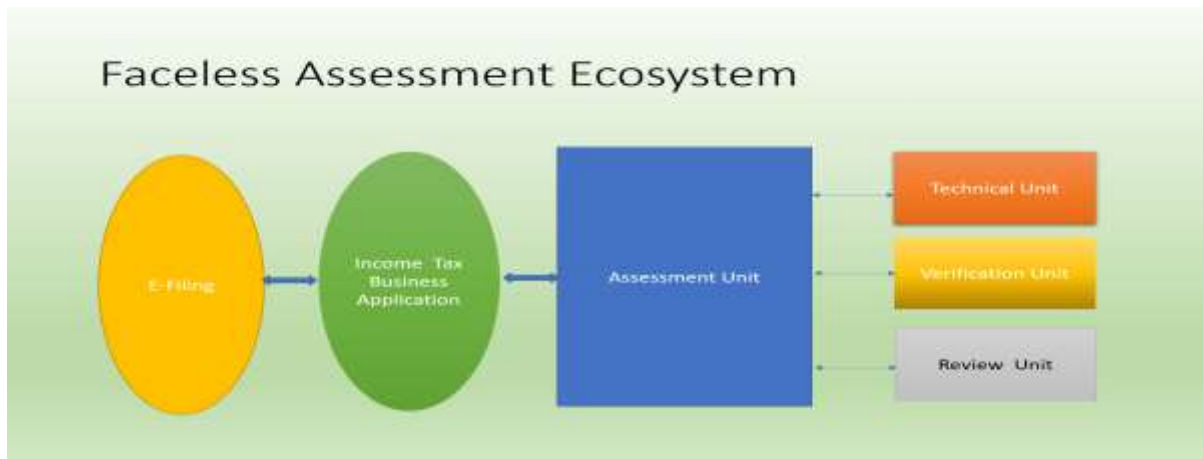 Faceless Assessment Ecosystem
E-Filing
Income Tax
Business
Application
Assessment Unit
Technical Unit
Verification Unit
Review Unit